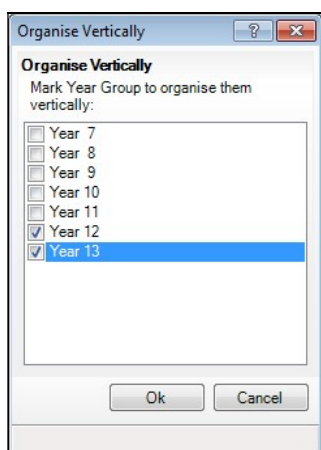 Organise Vertically
Organise Vertically
Mark Year Group to organise them
vertically:
Year 7
Year 8
Year 9
Year 10
Year 11
Year 12
Year 13
Ok Cancel